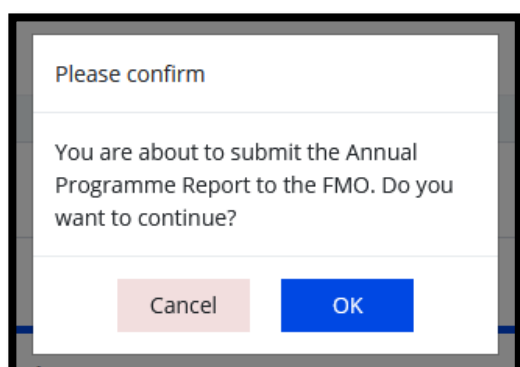 Please confirm
You are about to submit the Annual
Programme Report to the FMO. Do you
want to continue?
Cancel
OK